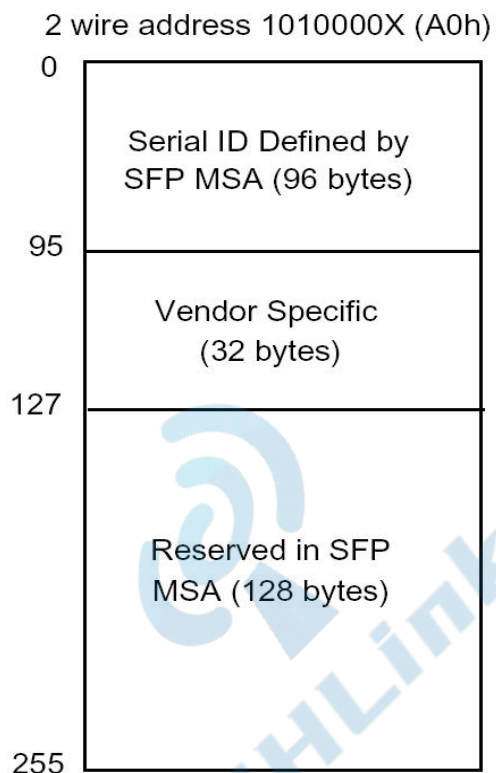 2 wire address 1010000X (A0h)
0
Serial ID Defined by
SFP MSA (96 bytes)
95
Vendor Specific
(32 bytes)
127
Reserved in SFP
MSA (128 bytes)
255